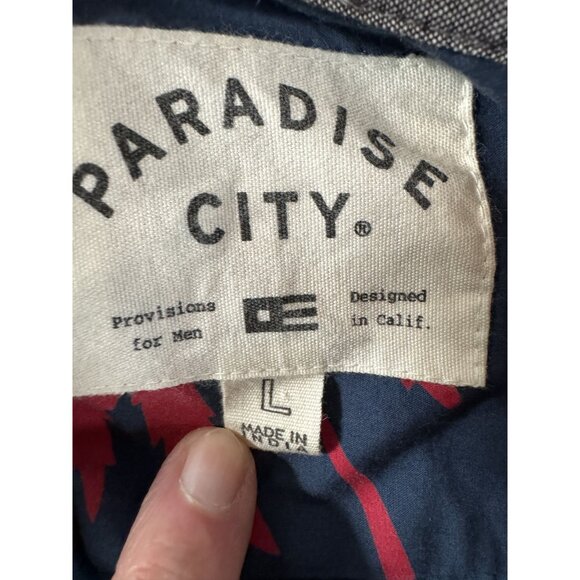 PARADISE
CITY®
Provisions
for Men
Designed
in Calif.
L
MADE IN
INDIA